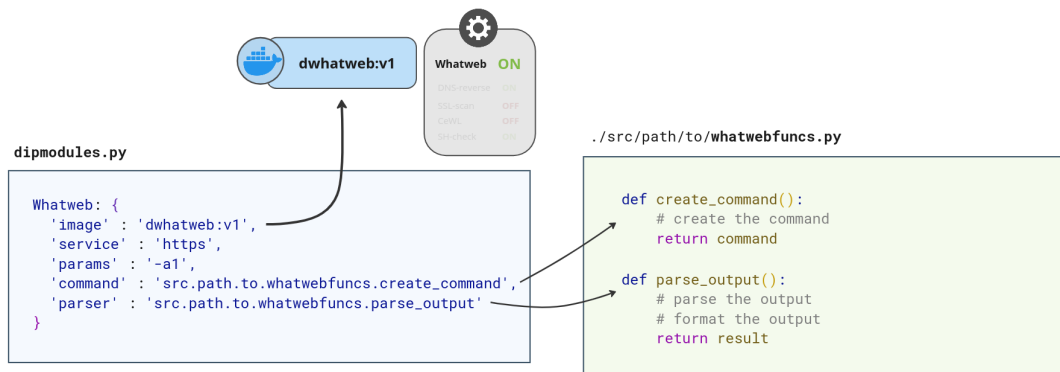 dwhatweb:v1
Whatweb ON
DNS-reverse ON
SSL-scan OFF
CeWL OFF
SH-check ON
dipmodules.py
Whatweb: {
'image' : 'dwhatweb:v1',
'service' : 'https',
'params' : '-a1',
'command' : 'src.path.to.whatwebfuncs.create_command',
'parser' : 'src.path.to.whatwebfuncs.parse_output'
}
./src/path/to/whatwebfuncs.py
def create_command():
# create the command
return command
def parse_output():
# parse the output
# format the output
return result